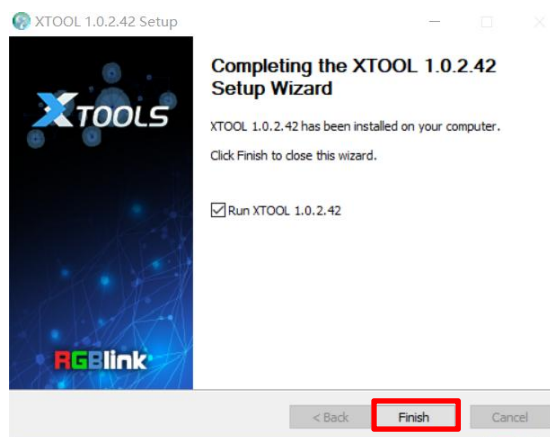 XTOOL 1.0.2.42 Setup
XTOOLS
RGBlink
Completing the XTOOL 1.0.2.42
Setup Wizard
XTOOL 1.0.2.42 has been installed on your computer.
Click Finish to close this wizard.
Run XTOOL 1.0.2.42
< Back
Finish
Cancel